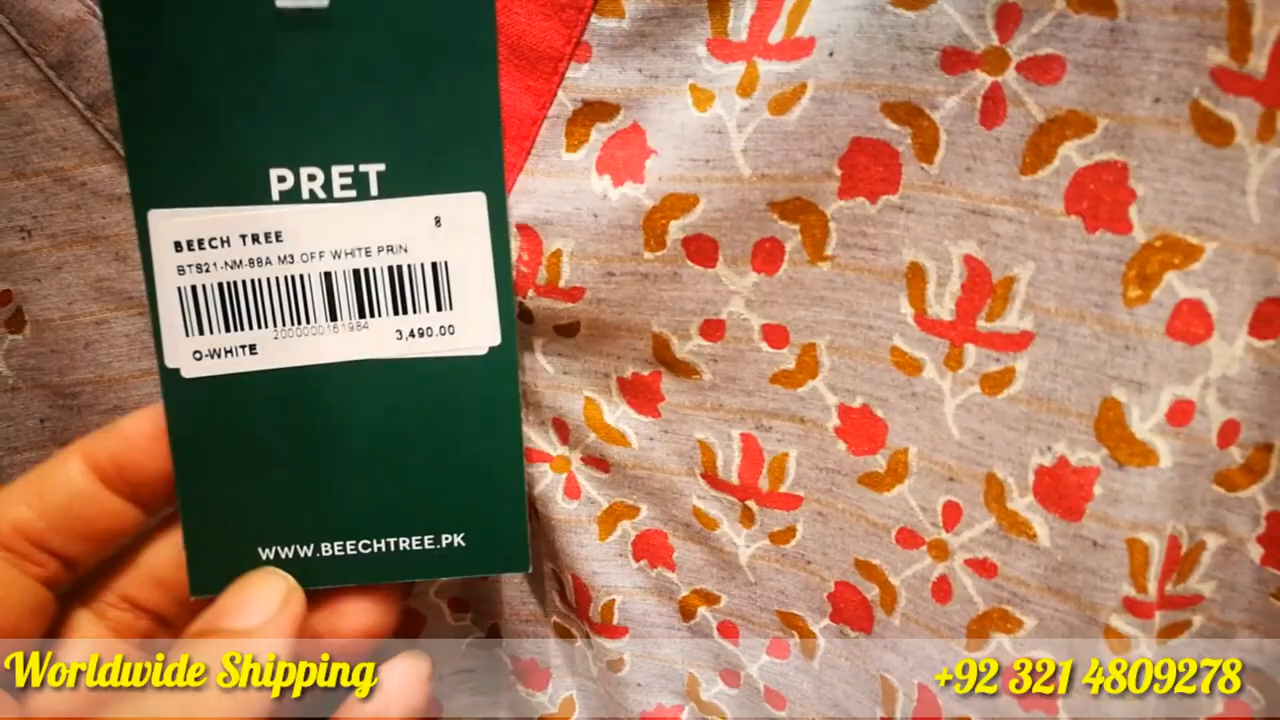 PRET
8
BEECH TREE
BTS21-NM-88A M3.OFF WHITE PRIN
2000000161984
3,490.00
O-WHITE
WWW.BEECHTREE.PK
Worldwide Shipping
+92 321 4809278